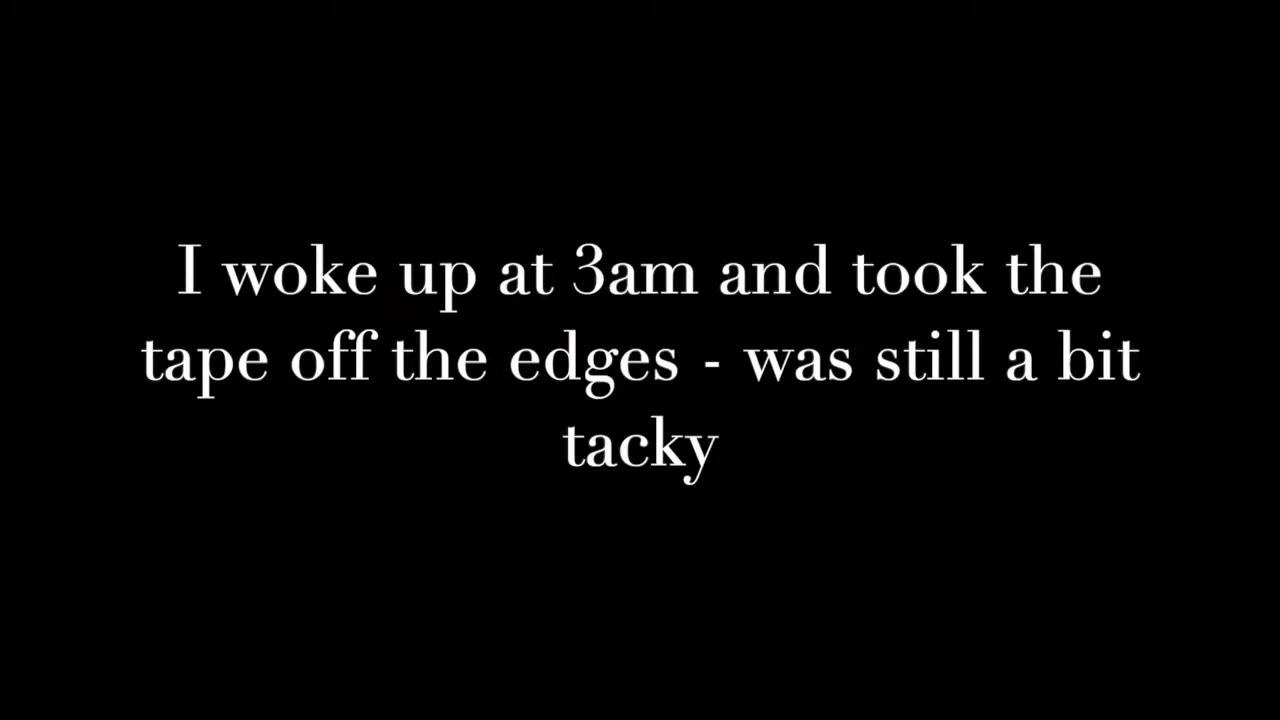 I woke up at 3am and took the
tape off the edges - was still a bit
tacky